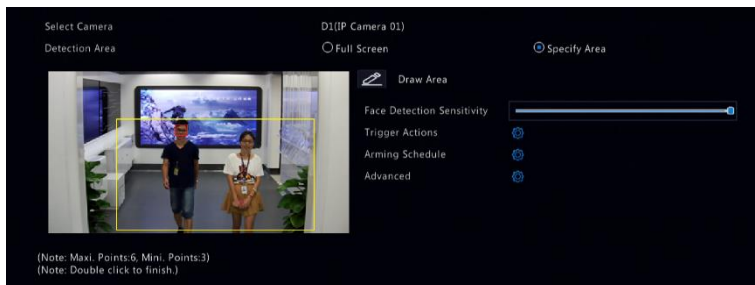 Select Camera D1(IP Camera 01)
Detection Area Full Screen Specify Area
Draw Area
Face Detection Sensitivity
Trigger Actions
Arming Schedule
Advanced
(Note: Maxi. Points:6, Mini. Points:3)
(Note: Double click to finish.)